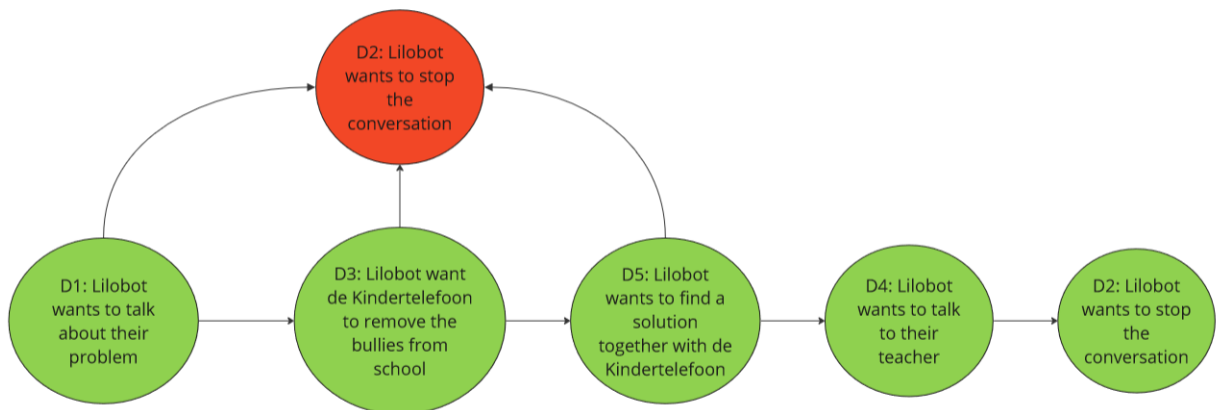 D2: Lilobot
wants to stop
the
conversation
D1: Lilobot
wants to talk
about their
problem
D3: Lilobot want
de Kindertelefoon
to remove the
bullies from
school
D5: Lilobot
wants to find a
solution
together with de
Kindertelefoon
D4: Lilobot
wants to talk
to their
teacher
D2: Lilobot
wants to stop
the
conversation